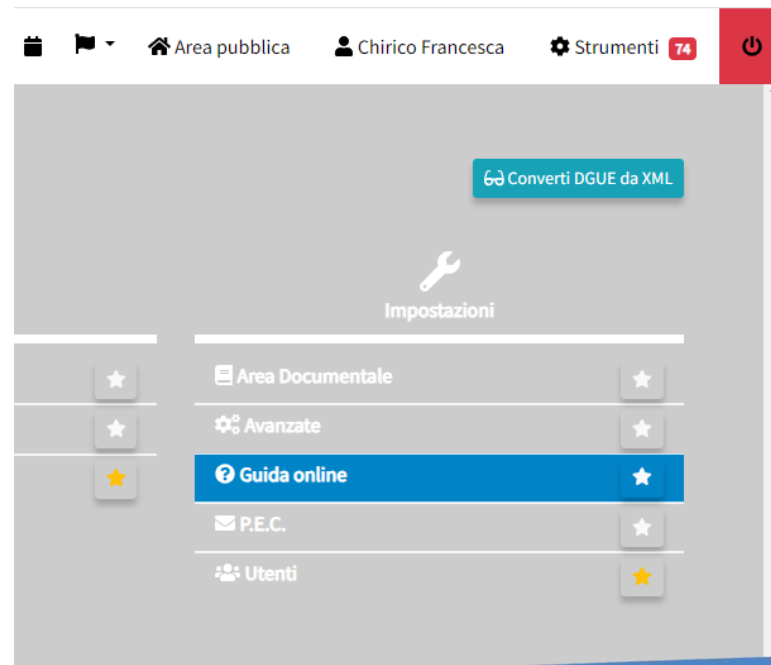 Area pubblica Chirico Francesca Strumenti 74
Converti DGUE da XML
Impostazioni
Area Documentale
Avanzate
Guida online
P.E.C.
Utenti